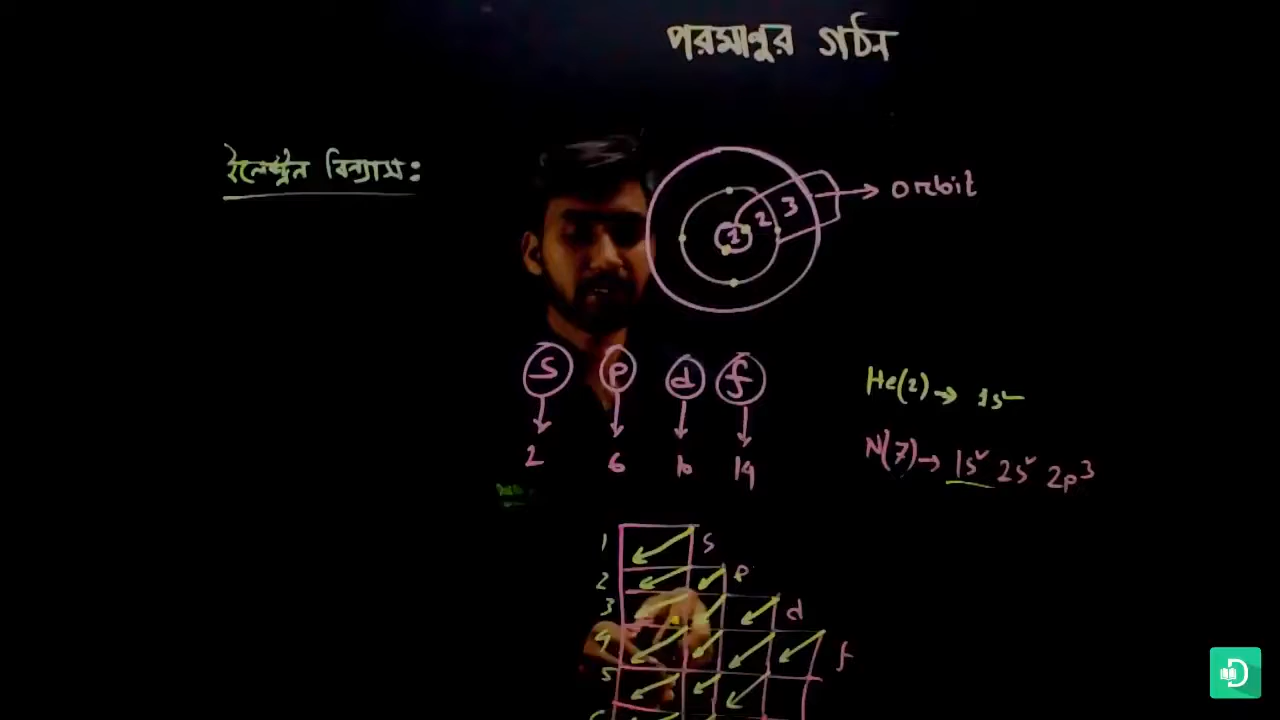 পরমানুর গঠন
ইলেক্ট্রন বিন্যাস:
1 2 3 → orbit
s p d f
2 6 10 14
He(2) → 1s²
N(7) → 1s² 2s² 2p³
1 s
2 p
3 d
4 f
5